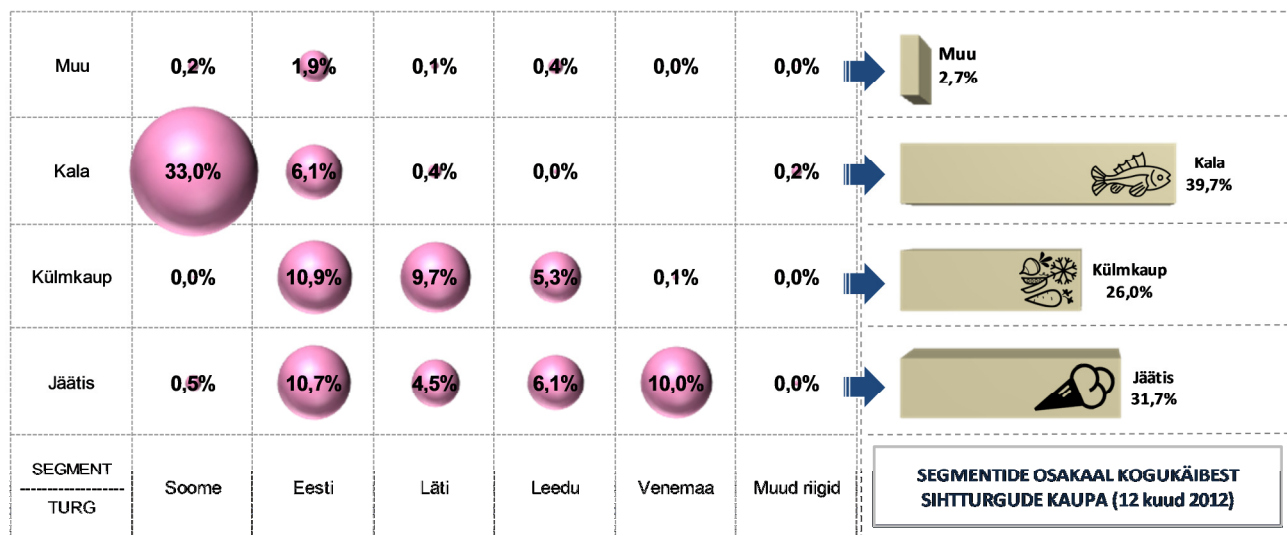 Muu 0,2% 1,9% 0,1% 0,4% 0,0% 0,0% Muu
2,7%
Kala 33,0% 6,1% 0,4% 0,0% 0,2% Kala
39,7%
Külmkaup 0,0% 10,9% 9,7% 5,3% 0,1% 0,0% Külmkaup
26,0%
Jäätis 0,5% 10,7% 4,5% 6,1% 10,0% 0,0% Jäätis
31,7%
SEGMENT
TURG
Soome Eesti Läti Leedu Venemaa Muud riigid
SEGMENTIDE OSAKAAL KOGUKÄIBEST
SIHTTURGUDE KAUPA (12 kuud 2012)